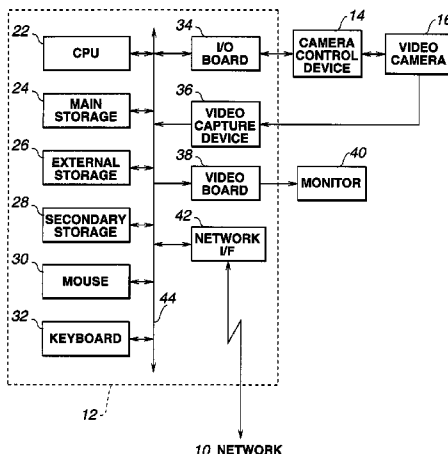 22
CPU
24
MAIN
STORAGE
26
EXTERNAL
STORAGE
28
SECONDARY
STORAGE
30
MOUSE
32
KEYBOARD
34
I/O
BOARD
36
VIDEO
CAPTURE
DEVICE
38
VIDEO
BOARD
42
NETWORK
I/F
44
14
CAMERA
CONTROL
DEVICE
16
VIDEO
CAMERA
40
MONITOR
12
10 NETWORK